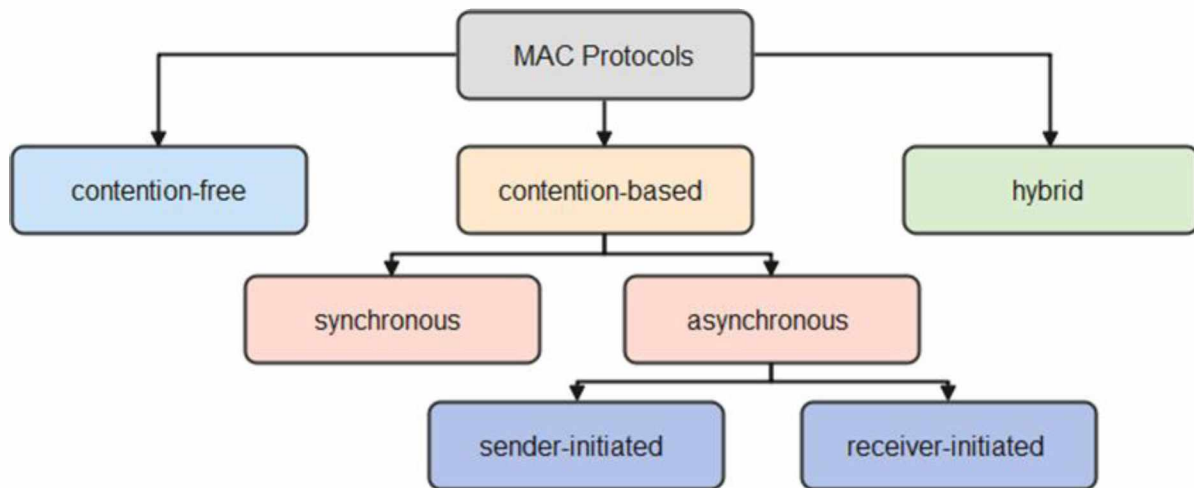 MAC Protocols
contention-free
contention-based
hybrid
synchronous
asynchronous
sender-initiated
receiver-initiated